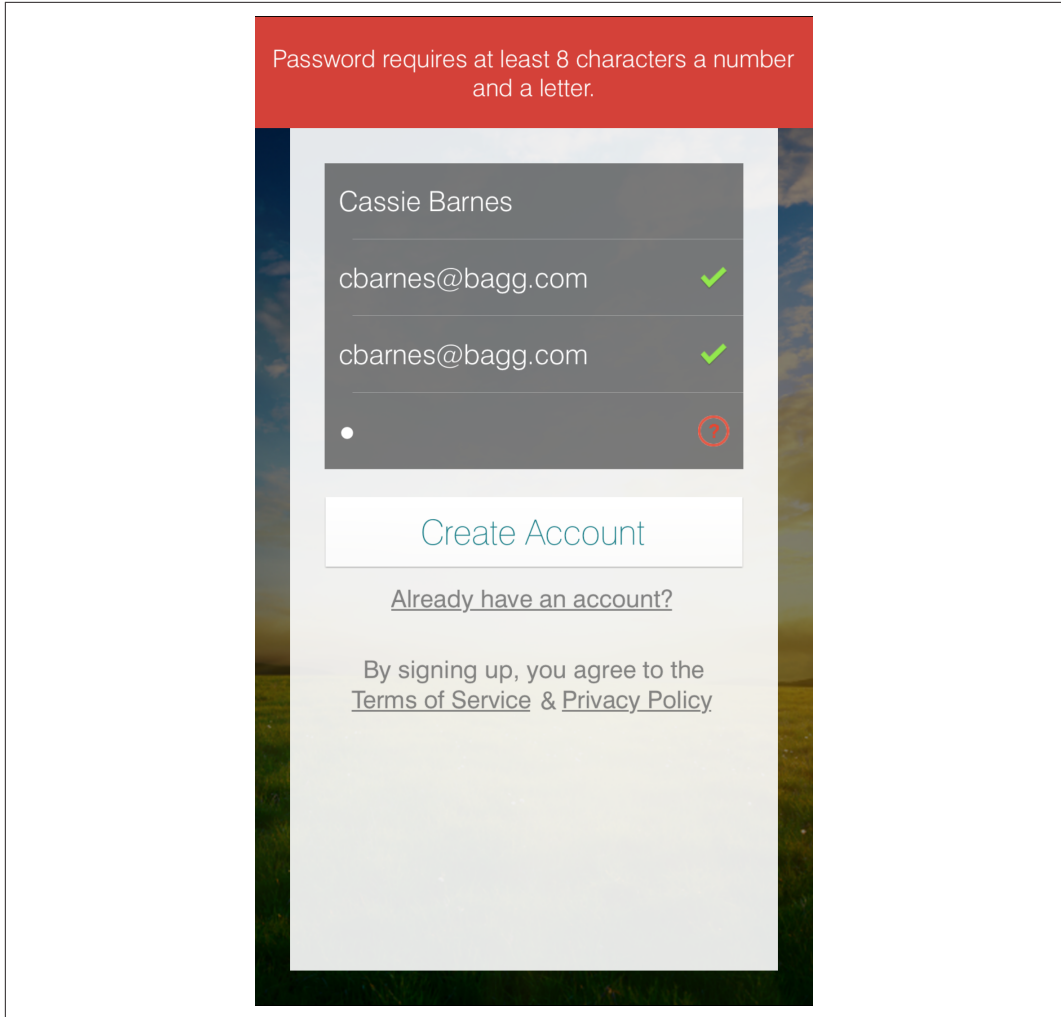 Password requires at least 8 characters a number
and a letter.
Cassie Barnes
cbarnes@bagg.com
cbarnes@bagg.com
?
Create Account
Already have an account?
By signing up, you agree to the
Terms of Service & Privacy Policy